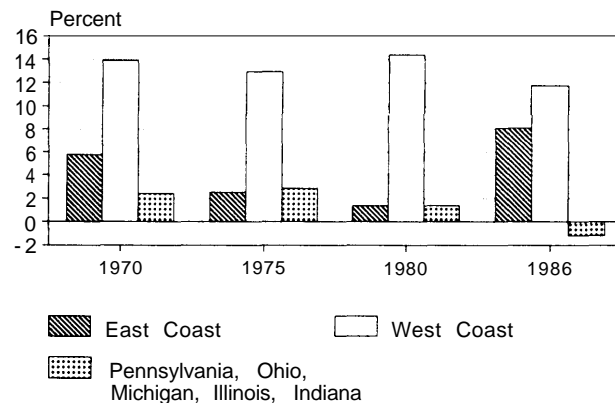 Percent
16
14
12
10
8
6
4
2
0
-2
1970 1975 1980 1986
East Coast West Coast
Pennsylvania, Ohio,
Michigan, Illinois, Indiana